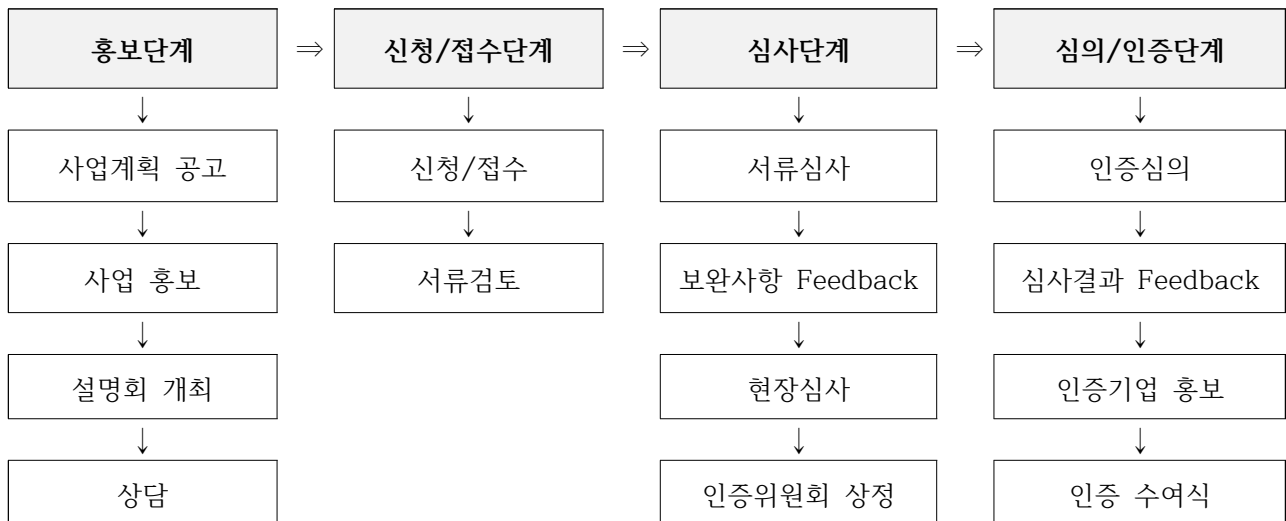 홍보단계 ⇒ 신청/접수단계 ⇒ 심사단계 ⇒ 심의/인증단계
↓ ↓ ↓ ↓
사업계획 공고 신청/접수 서류심사 인증심의
↓ ↓ ↓ ↓
사업 홍보 서류검토 보완사항 Feedback 심사결과 Feedback
↓ ↓ ↓
설명회 개최 현장심사 인증기업 홍보
↓ ↓ ↓
상담 인증위원회 상정 인증 수여식